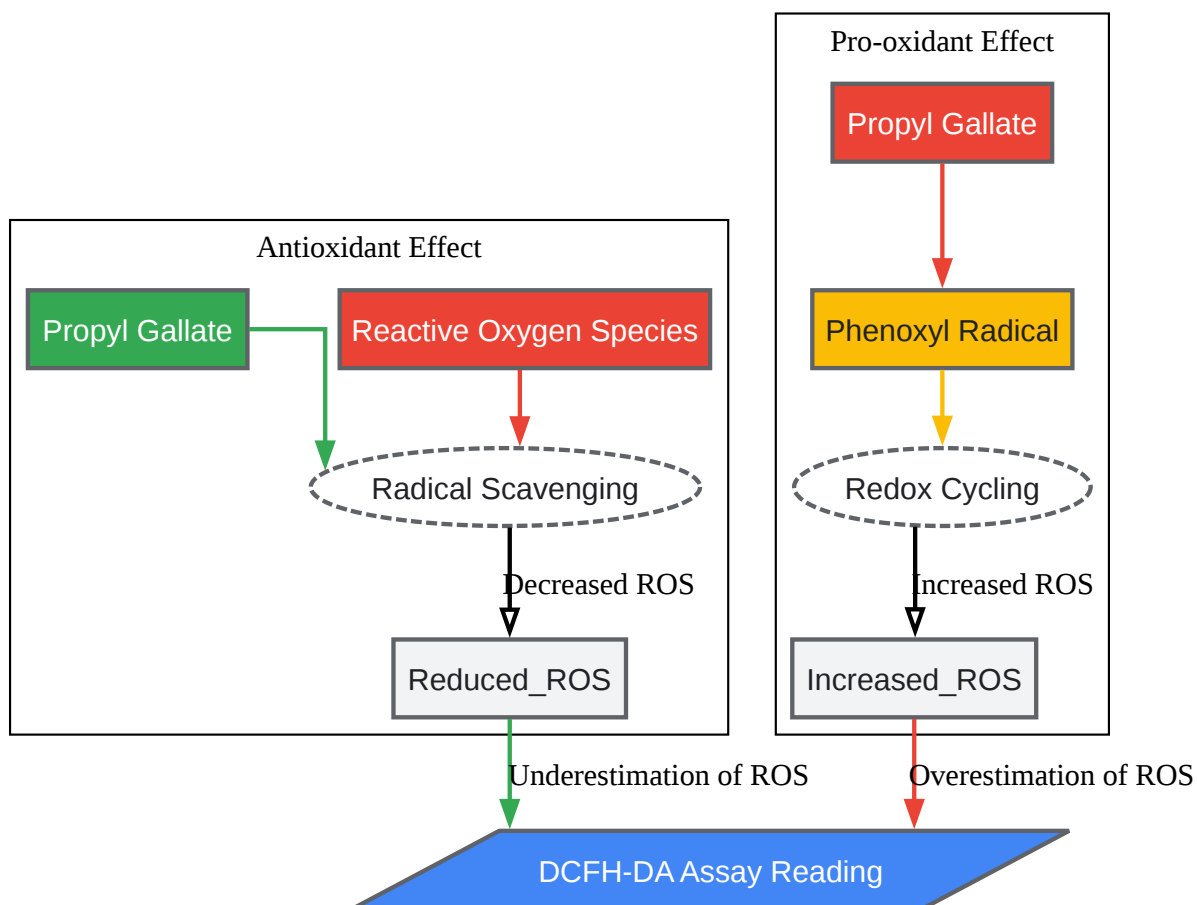 Pro-oxidant Effect
Propyl Gallate
Antioxidant Effect
Propyl Gallate
Reactive Oxygen Species
Phenoxyl Radical
Radical Scavenging
Redox Cycling
Decreased ROS
Increased ROS
Reduced_ROS
Increased_ROS
Underestimation of ROS
Overestimation of ROS
DCFH-DA Assay Reading